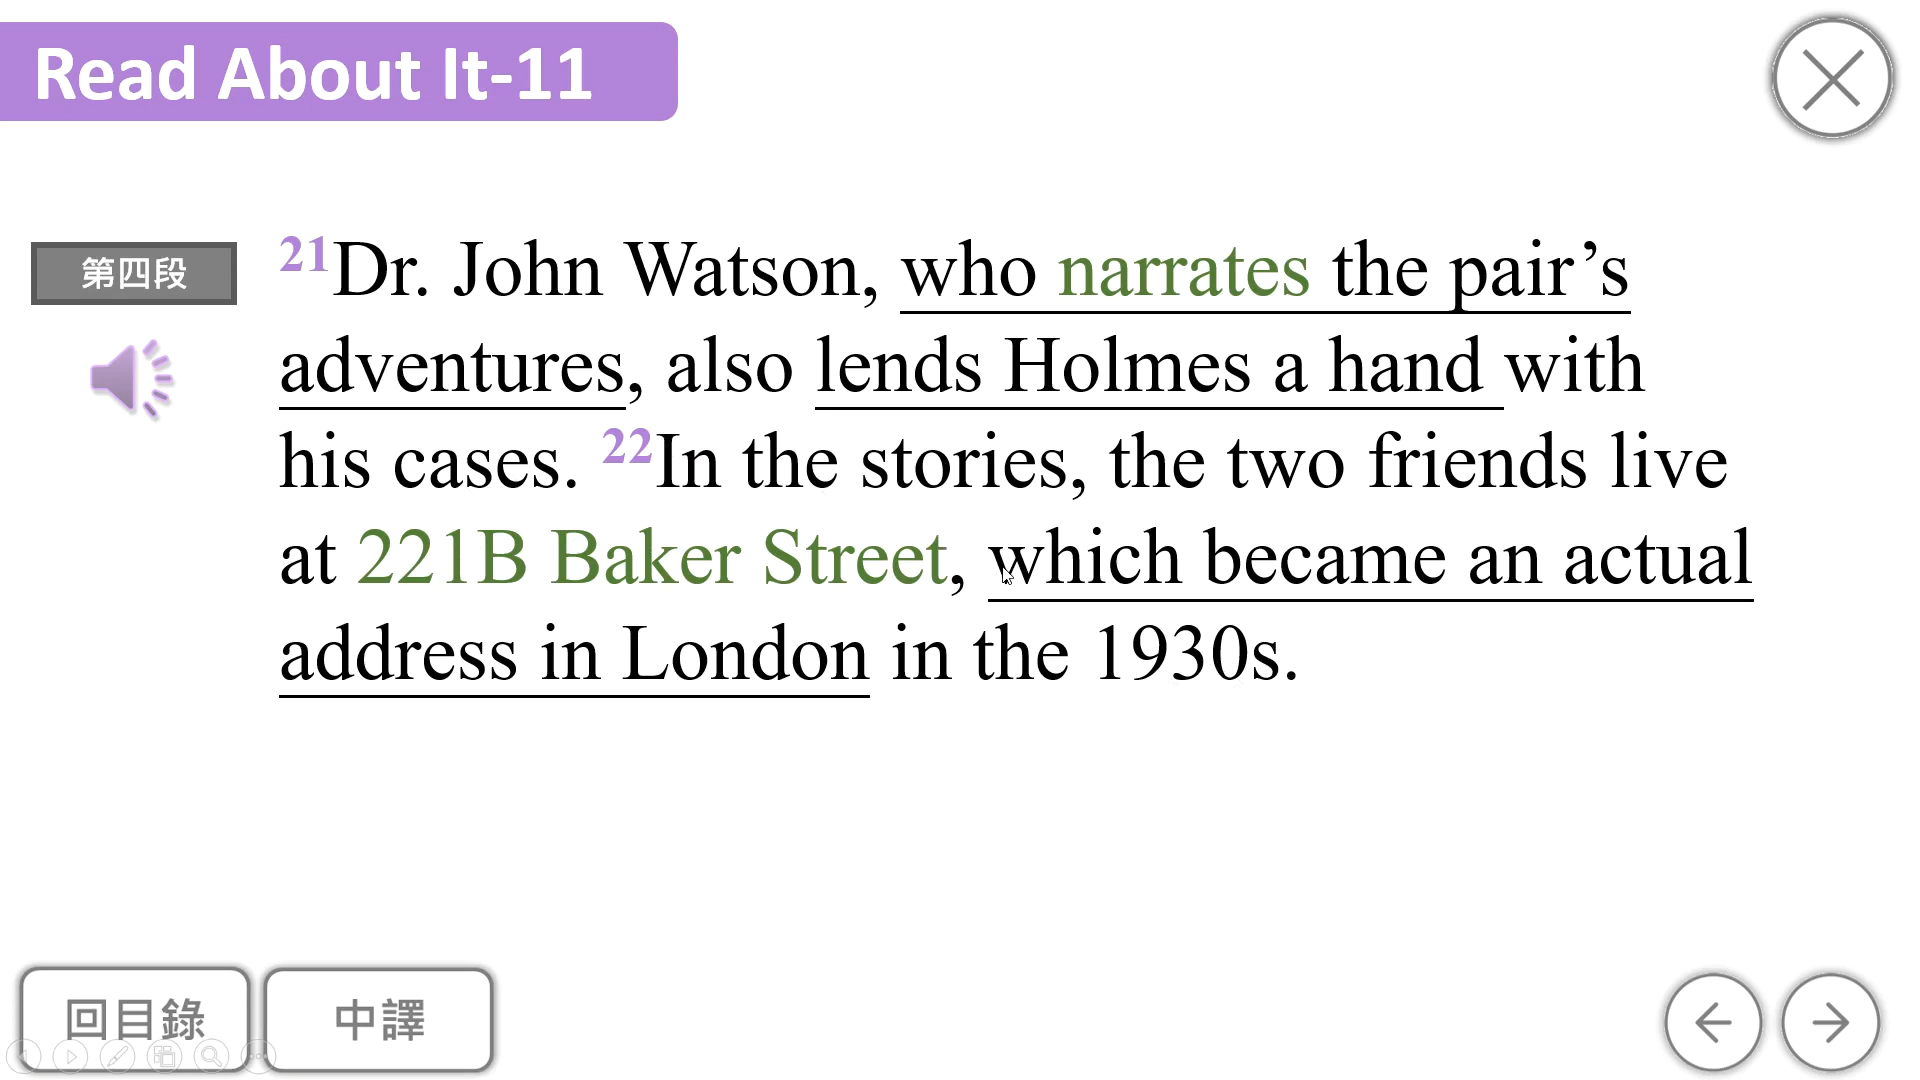 Read About It-11
第四段
21Dr. John Watson, who narrates the pair’s
adventures, also lends Holmes a hand with
his cases. 22In the stories, the two friends live
at 221B Baker Street, which became an actual
address in London in the 1930s.
回目錄
中譯